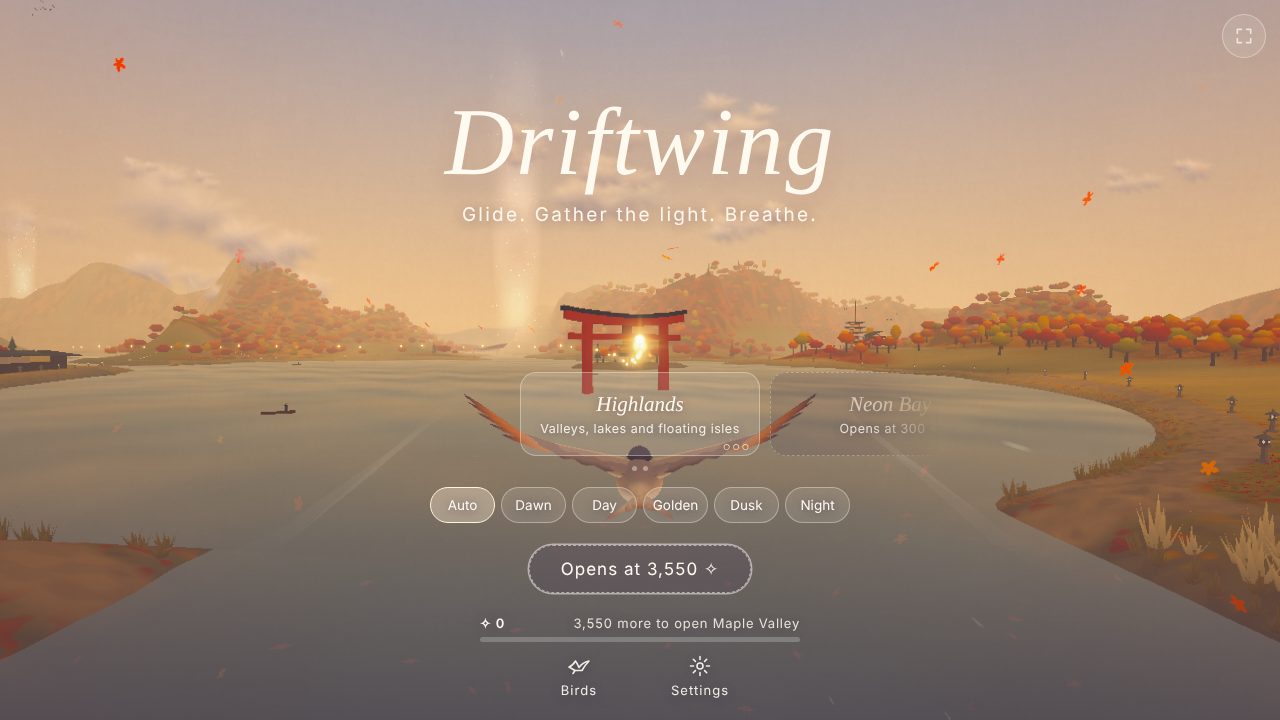 Driftwing
Glide. Gather the light. Breathe.
Highlands
Valleys, lakes and floating isles
Neon Bay
Opens at 300
Auto
Dawn
Day
Golden
Dusk
Night
Opens at 3,550 ✧
✧ 0
3,550 more to open Maple Valley
Birds
Settings